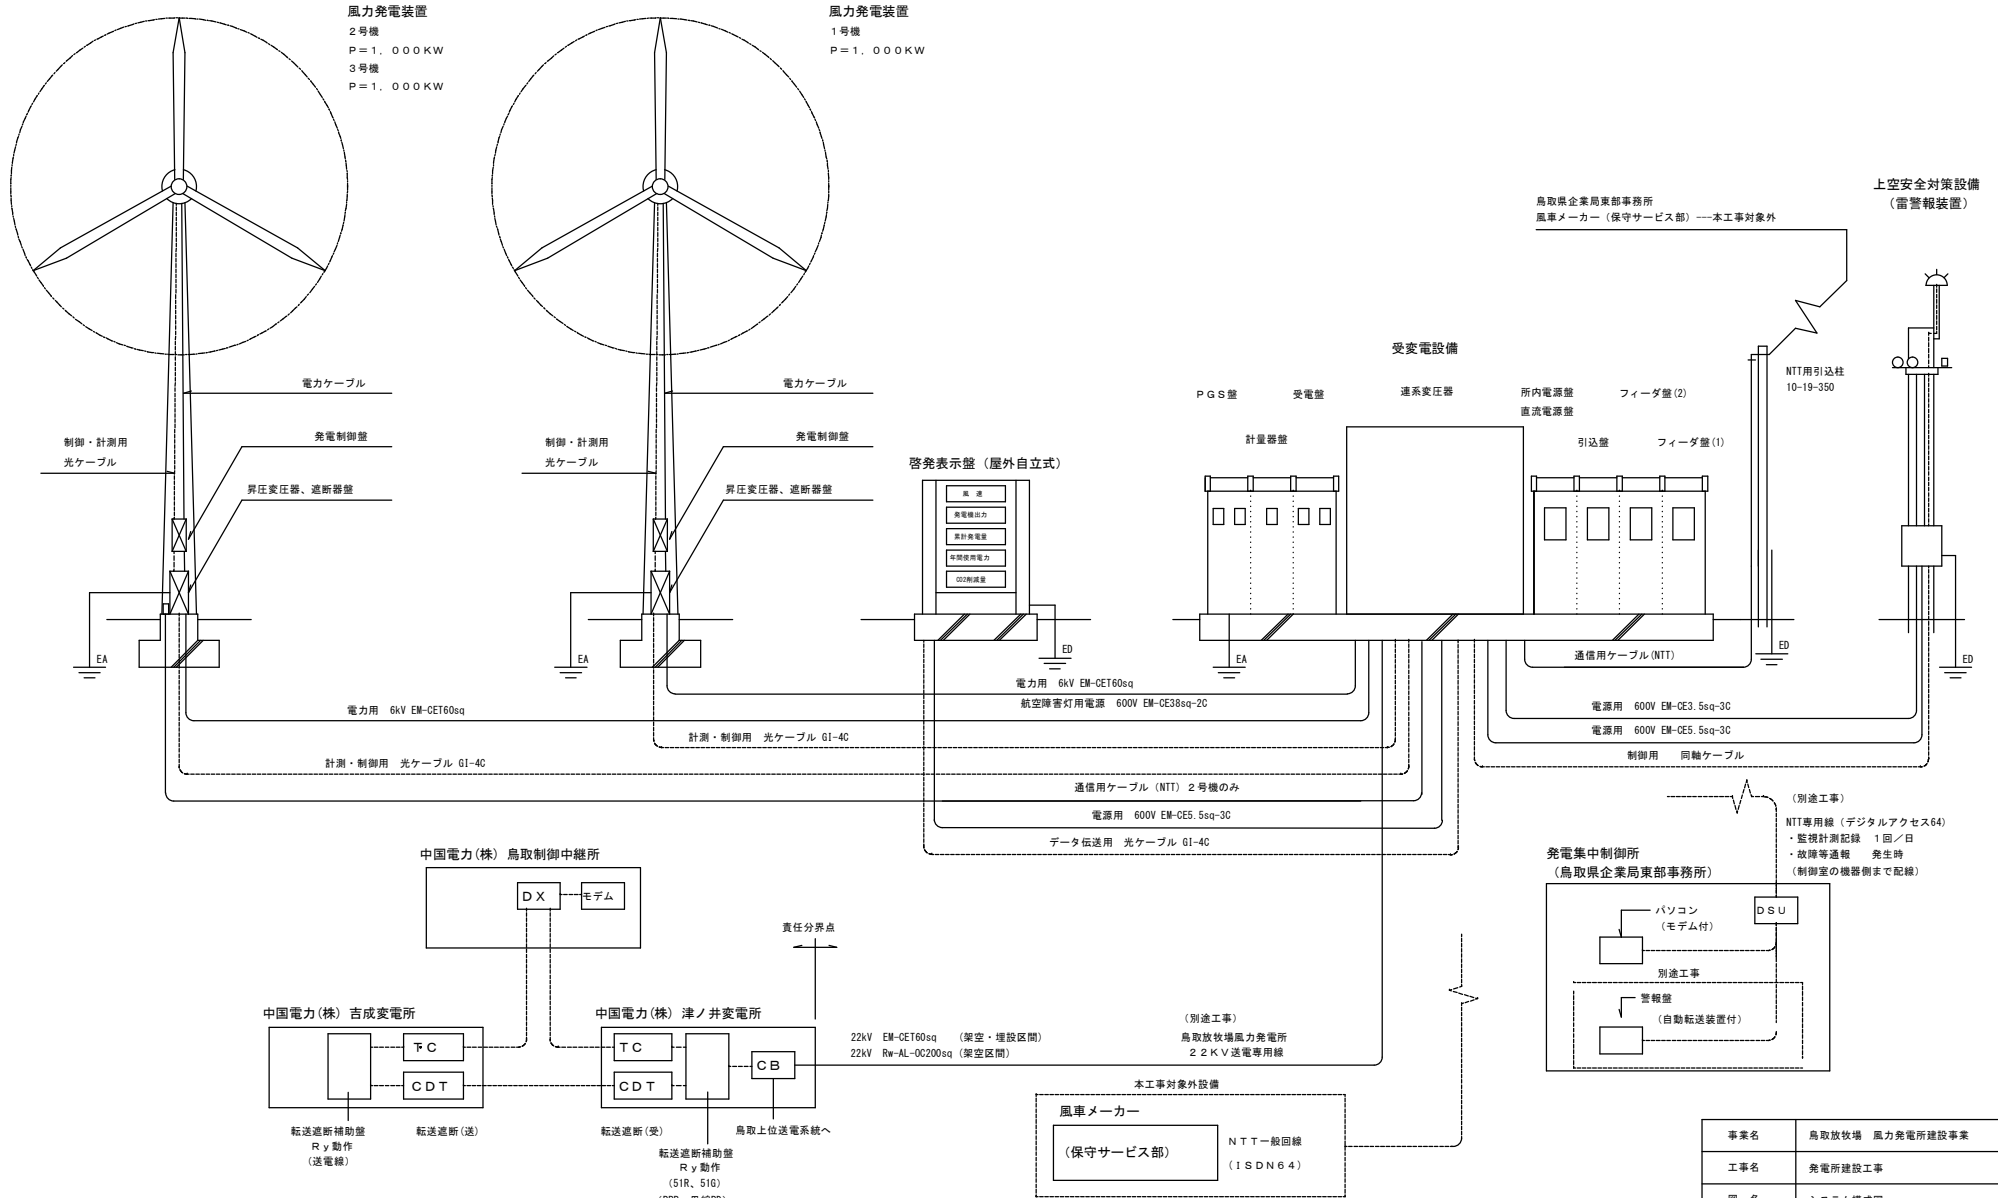 風力発電装置
2号機
P=1,000KW
3号機
P=1,000KW
風力発電装置
1号機
P=1,000KW
電力ケーブル
制御・計測用
光ケーブル
発電制御盤
昇圧変圧器、遮断器盤
電力ケーブル
制御・計測用
光ケーブル
発電制御盤
昇圧変圧器、遮断器盤
啓発表示盤(屋外自立式)
風 速
発電機出力
累計発電量
年間使用電力
CO2削減量
受変電設備
PGS盤
受電盤
連系変圧器
所内電源盤
直流電源盤
フィーダ盤(2)
計量器盤
引込盤
フィーダ盤(1)
鳥取県企業局東部事務所
風車メーカー(保守サービス部)---本工事対象外
上空安全対策設備
(雷警報装置)
NTT用引込柱
10-19-350
EA
EA
ED
EA
ED
ED
通信用ケーブル(NTT)
電力用 6kV EM-CET60sq
航空障害灯用電源 600V EM-CE38sq-2C
電力用 6kV EM-CET60sq
計測・制御用 光ケーブル GI-4C
計測・制御用 光ケーブル GI-4C
通信用ケーブル(NTT)2号機のみ
電源用 600V EM-CE5.5sq-3C
データ伝送用 光ケーブル GI-4C
電源用 600V EM-CE3.5sq-3C
電源用 600V EM-CE5.5sq-3C
制御用 同軸ケーブル
(別途工事)
NTT専用線(デジタルアクセス64)
・監視計測記録 1回/日
・故障等通報 発生時
(制御室の機器側まで配線)
発電集中制御所
(鳥取県企業局東部事務所)
パソコン
(モデム付)
DSU
別途工事
警報盤
(自動転送装置付)
中国電力(株) 鳥取制御中継所
DX
モデム
責任分界点
中国電力(株) 吉成変電所
TC
CDT
転送遮断補助盤
Ry動作
(送電線)
転送遮断(送)
中国電力(株) 津ノ井変電所
TC
CDT
CB
転送遮断(受)
転送遮断補助盤
Ry動作
(51R、51G)
鳥取上位送電系統へ
22kV EM-CET60sq (架空・埋設区間)
22kV Rw-AL-OC200sq(架空区間)
(別途工事)
鳥取放牧場風力発電所
22KV送電専用線
本工事対象外設備
風車メーカー
(保守サービス部)
NTT一般回線
(ISDN64)
事業名 鳥取放牧場 風力発電所建設事業
工事名 発電所建設工事